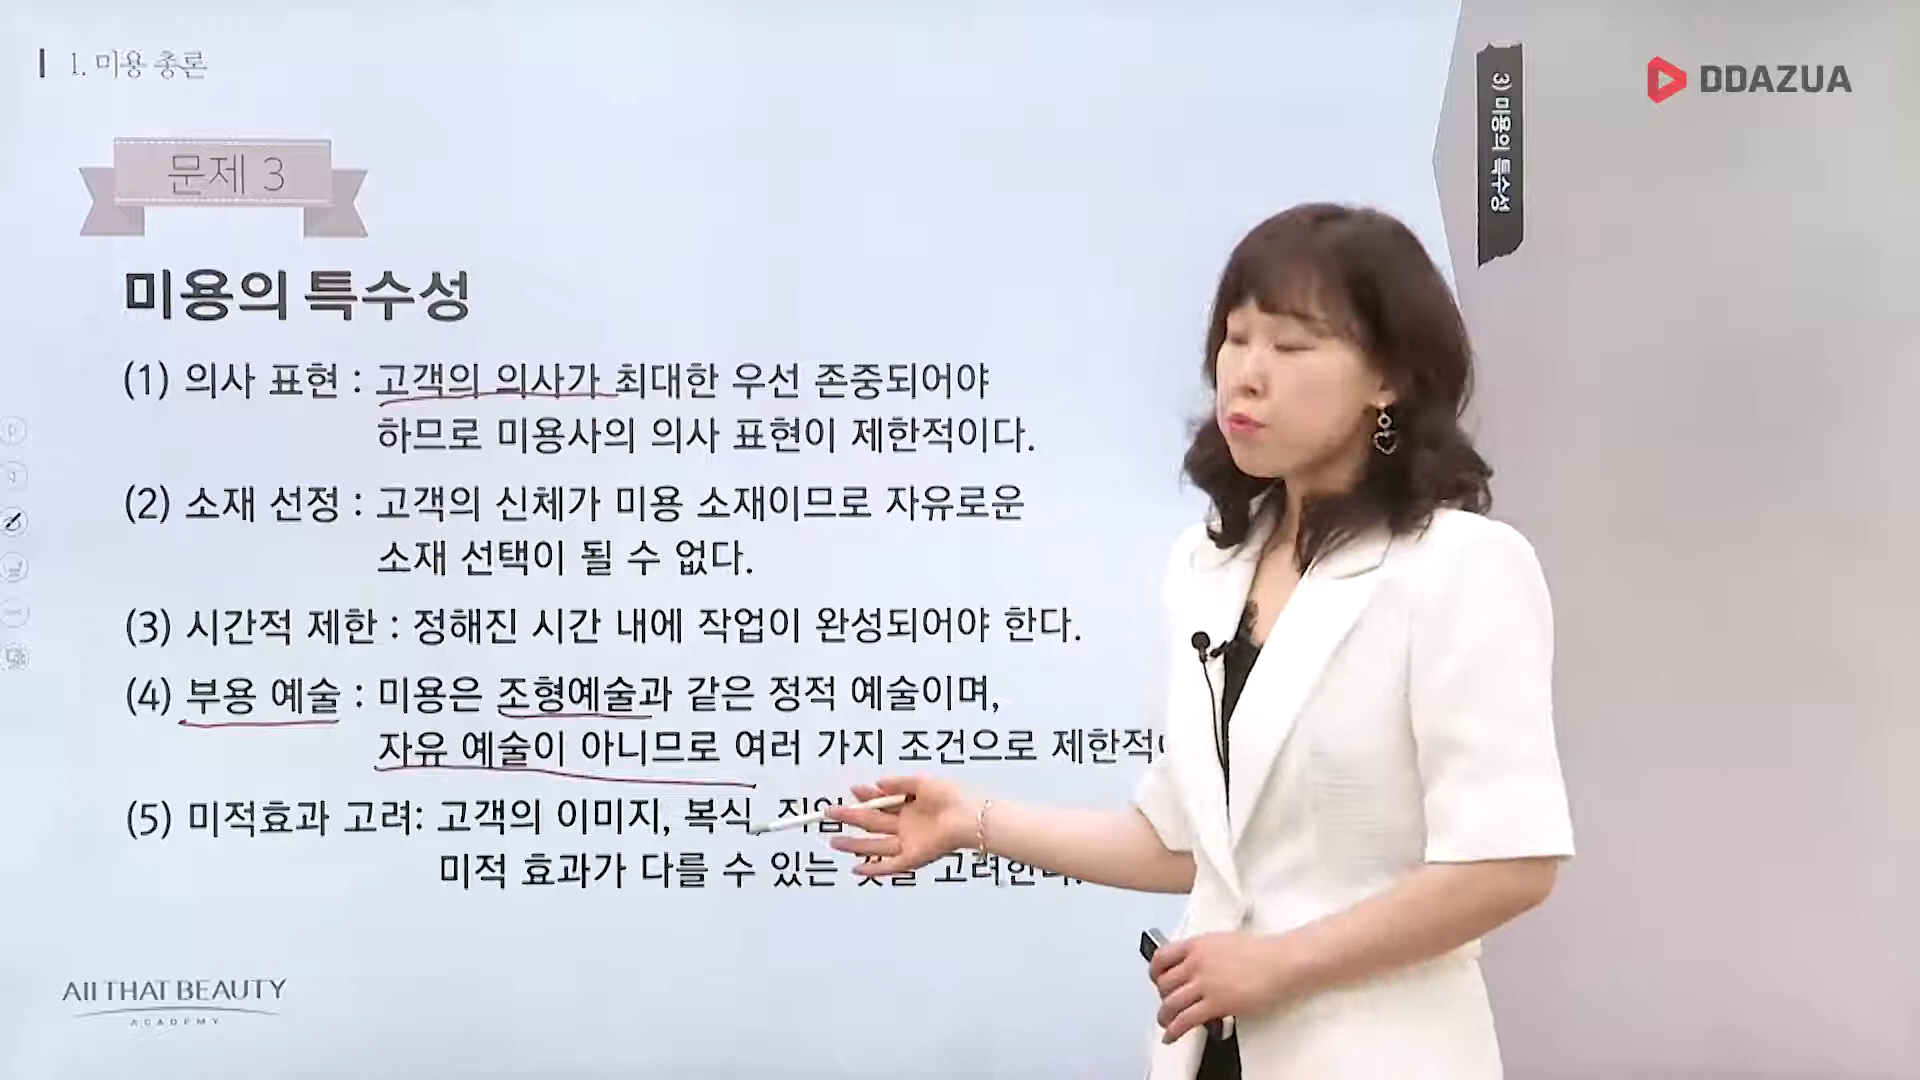 1. 미용 총론
DDAZUA
3) 미용의 특수성
문제 3
미용의 특수성
(1) 의사 표현 : 고객의 의사가 최대한 우선 존중되어야
하므로 미용사의 의사 표현이 제한적이다.
(2) 소재 선정 : 고객의 신체가 미용 소재이므로 자유로운
소재 선택이 될 수 없다.
(3) 시간적 제한 : 정해진 시간 내에 작업이 완성되어야 한다.
(4) 부용 예술 : 미용은 조형예술과 같은 정적 예술이며,
자유 예술이 아니므로 여러 가지 조건으로
(5) 미적효과 고려: 고객의 이미지, 복식, 직업
미적 효과가 다를 수 있는
All THAT BEAUTY
ACADEMY